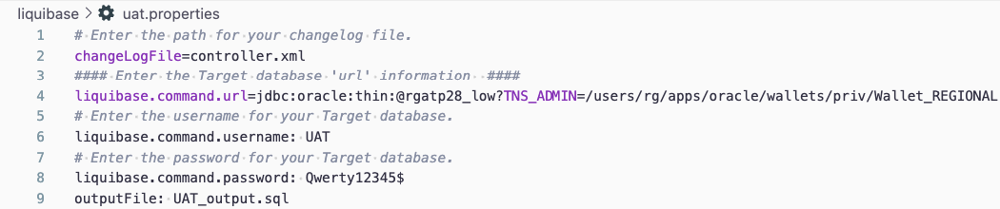 liquibase > uat.properties
1 # Enter the path for your changelog file.
2 changeLogFile=controller.xml
3 #### Enter the Target database 'url' information  ####
4 liquibase.command.url=jdbc:oracle:thin:@rgatp28_low?TNS_ADMIN=/users/rg/apps/oracle/wallets/priv/Wallet_REGIONAL
5 # Enter the username for your Target database.
6 liquibase.command.username: UAT
7 # Enter the password for your Target database.
8 liquibase.command.password: Qwerty12345$
9 outputFile: UAT_output.sql